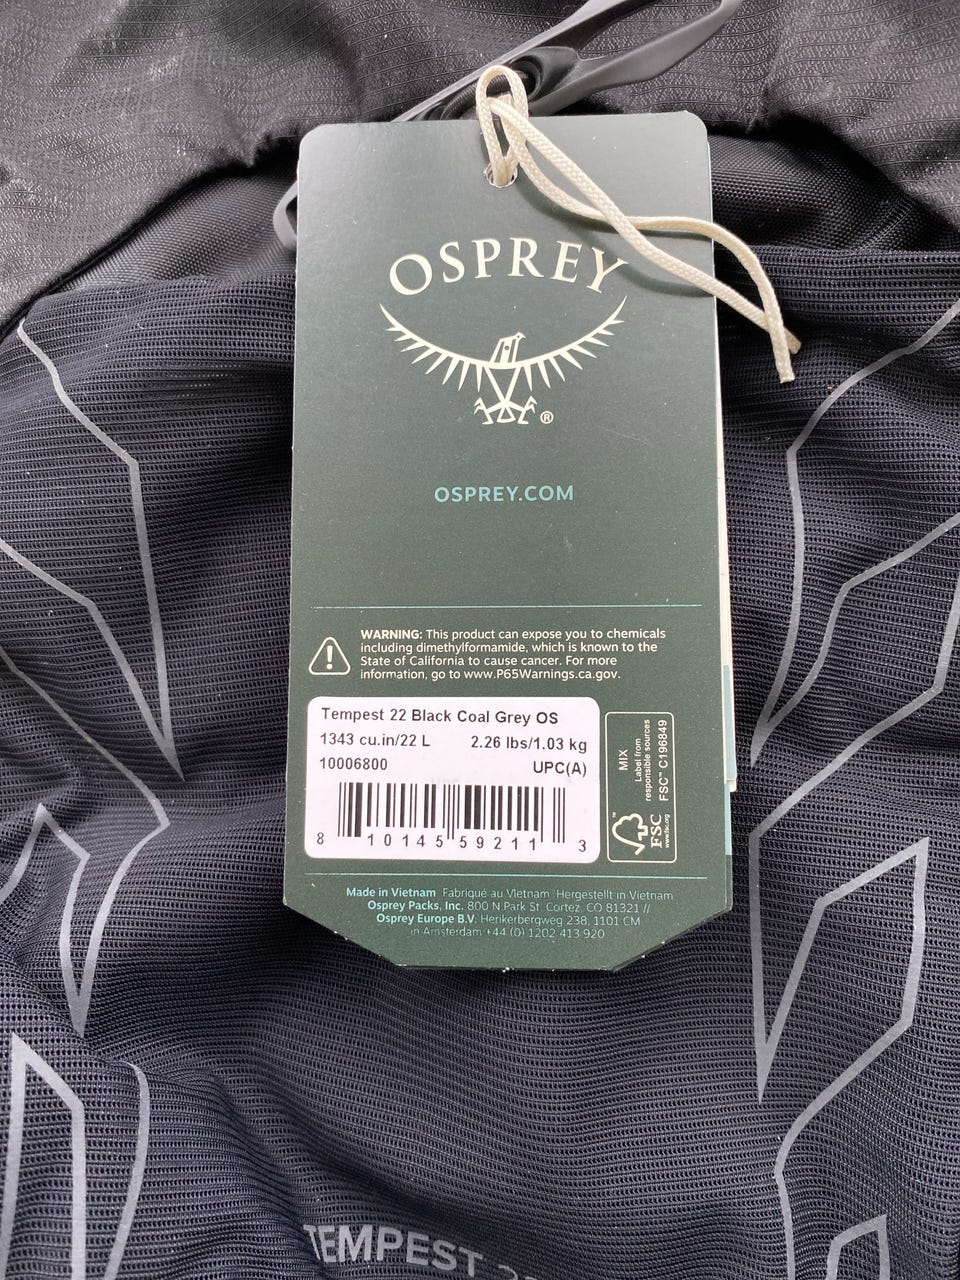 OSPREY
®
OSPREY.COM
WARNING: This product can expose you to chemicals
including dimethylformamide, which is known to the
State of California to cause cancer. For more
information, go to www.P65Warnings.ca.gov.
Tempest 22 Black Coal Grey OS
1343 cu.in/22 L 2.26 lbs/1.03 kg
10006800 UPC(A)
8 10145 59211 3
MIX
Label from
responsible sources
FSC™ C196849
FSC
www.fsc.org
Made in Vietnam Fabriqué au Vietnam Hergestellt in Vietnam
Osprey Packs, Inc. 800 N Park St Cortez, CO 81321 //
Osprey Europe B.V. Herikerbergweg 238, 1101 CM
in Amsterdam +44 (0) 1202 413 920
TEMPEST